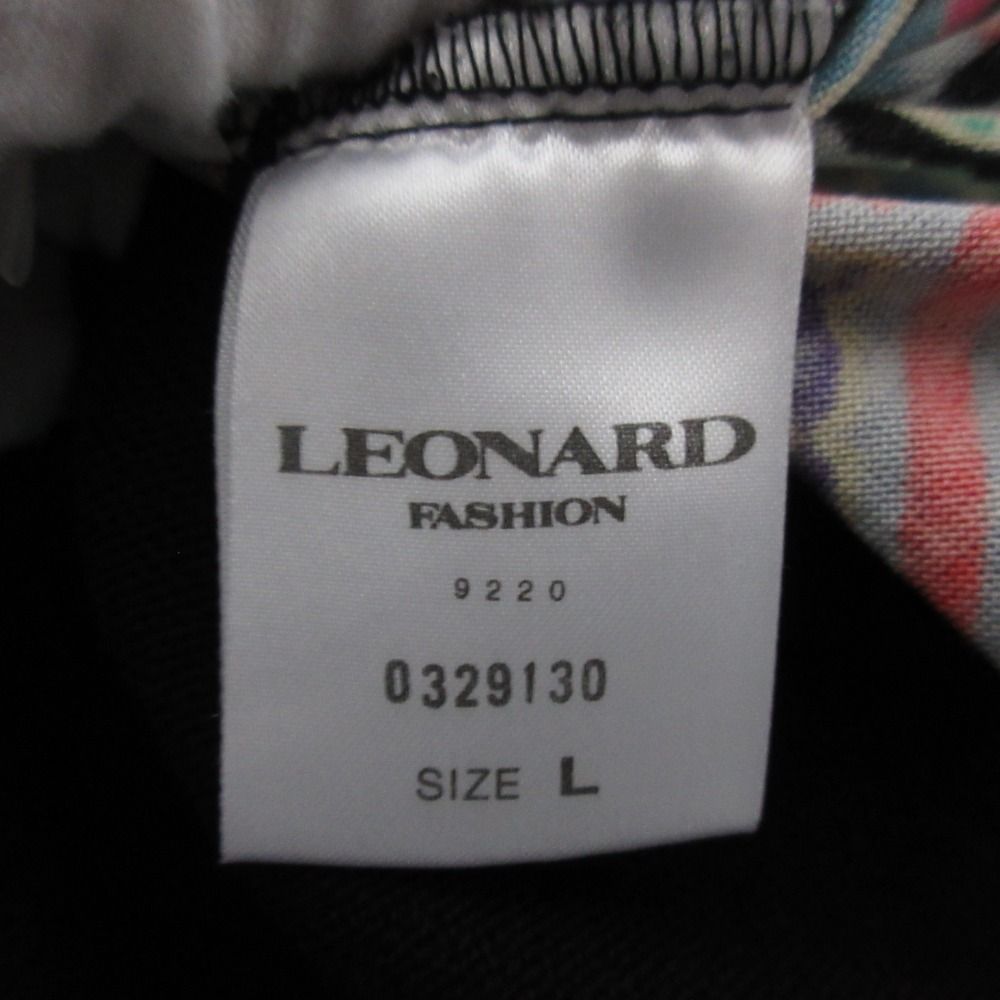 LEONARD
FASHION
9220
0329130
SIZE L